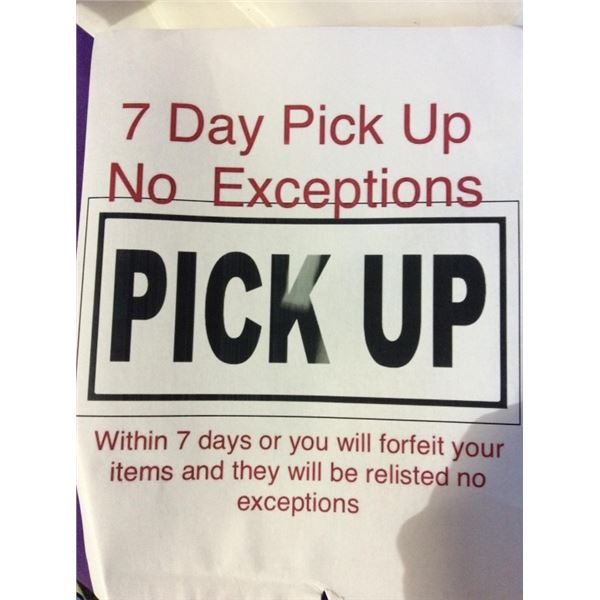 7 Day Pick Up
No Exceptions
PICK UP
Within 7 days or you will forfeit your
items and they will be relisted no
exceptions